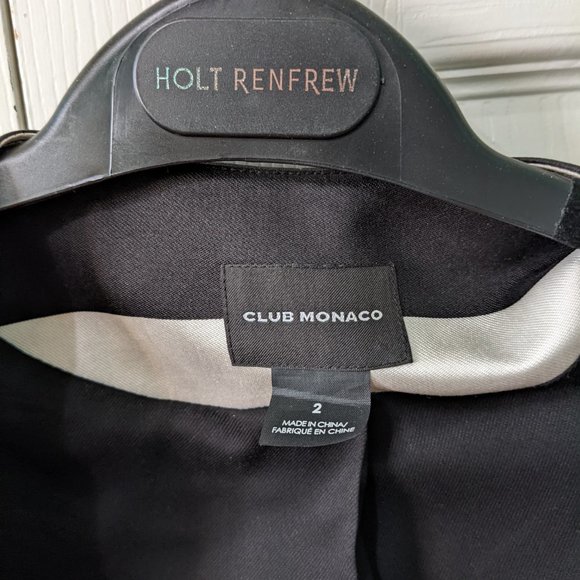 HOLT RENFREW
CLUB MONACO
2
MADE IN CHINA/
FABRIQUÉ EN CHINE